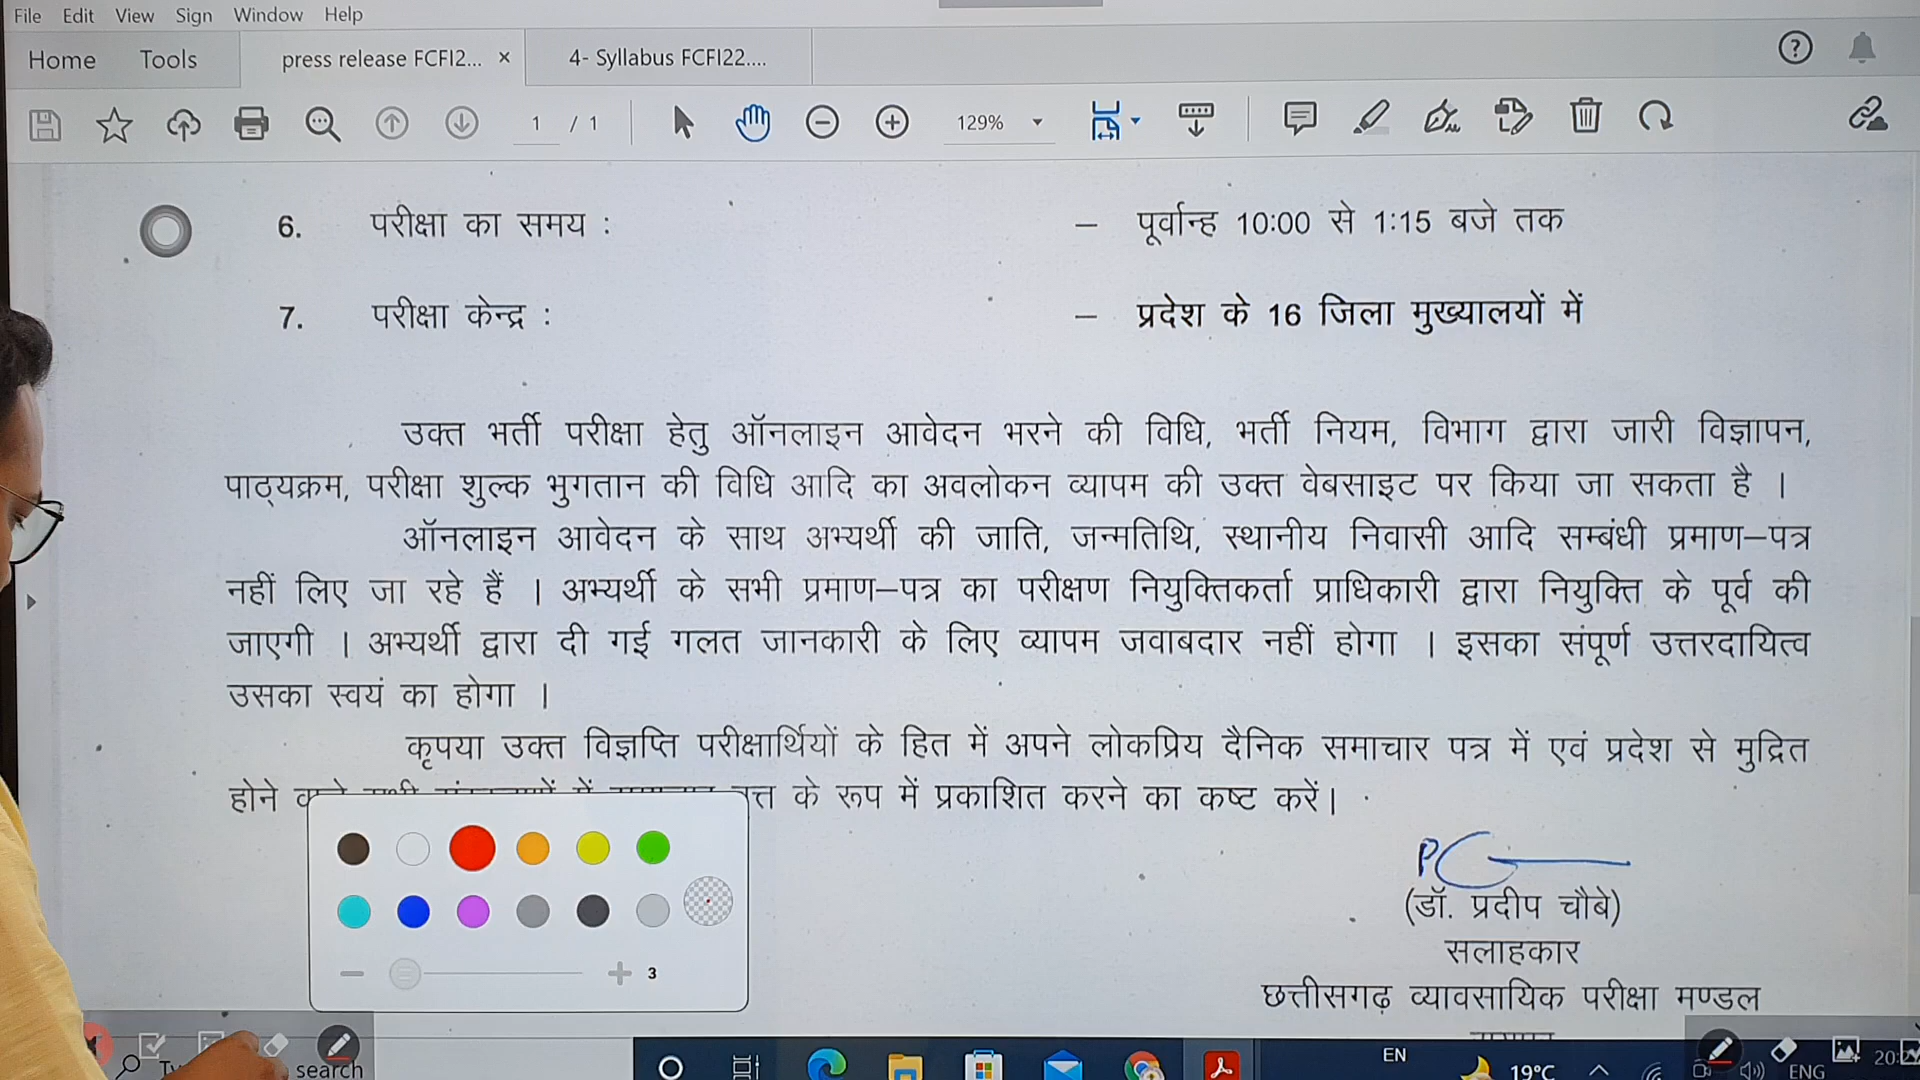 File Edit View Sign Window Help
Home Tools press release FCFI2... × 4- Syllabus FCFI22....
1 / 1 129%
6. परीक्षा का समय : – पूर्वान्ह 10:00 से 1:15 बजे तक
7. परीक्षा केन्द्र : – प्रदेश के 16 जिला मुख्यालयों में
उक्त भर्ती परीक्षा हेतु ऑनलाइन आवेदन भरने की विधि, भर्ती नियम, विभाग द्वारा जारी विज्ञापन,
पाठ्यक्रम, परीक्षा शुल्क भुगतान की विधि आदि का अवलोकन व्यापम की उक्त वेबसाइट पर किया जा सकता है ।
ऑनलाइन आवेदन के साथ अभ्यर्थी की जाति, जन्मतिथि, स्थानीय निवासी आदि सम्बंधी प्रमाण–पत्र
नहीं लिए जा रहे हैं । अभ्यर्थी के सभी प्रमाण–पत्र का परीक्षण नियुक्तिकर्ता प्राधिकारी द्वारा नियुक्ति के पूर्व की
जाएगी । अभ्यर्थी द्वारा दी गई गलत जानकारी के लिए व्यापम जवाबदार नहीं होगा । इसका संपूर्ण उत्तरदायित्व
उसका स्वयं का होगा ।
कृपया उक्त विज्ञप्ति परीक्षार्थियों के हित में अपने लोकप्रिय दैनिक समाचार पत्र में एवं प्रदेश से मुद्रित
होने के रूप में प्रकाशित करने का कष्ट करें।
3
(डॉ. प्रदीप चौबे)
सलाहकार
छत्तीसगढ़ व्यावसायिक परीक्षा मण्डल
search EN 19°C ENG